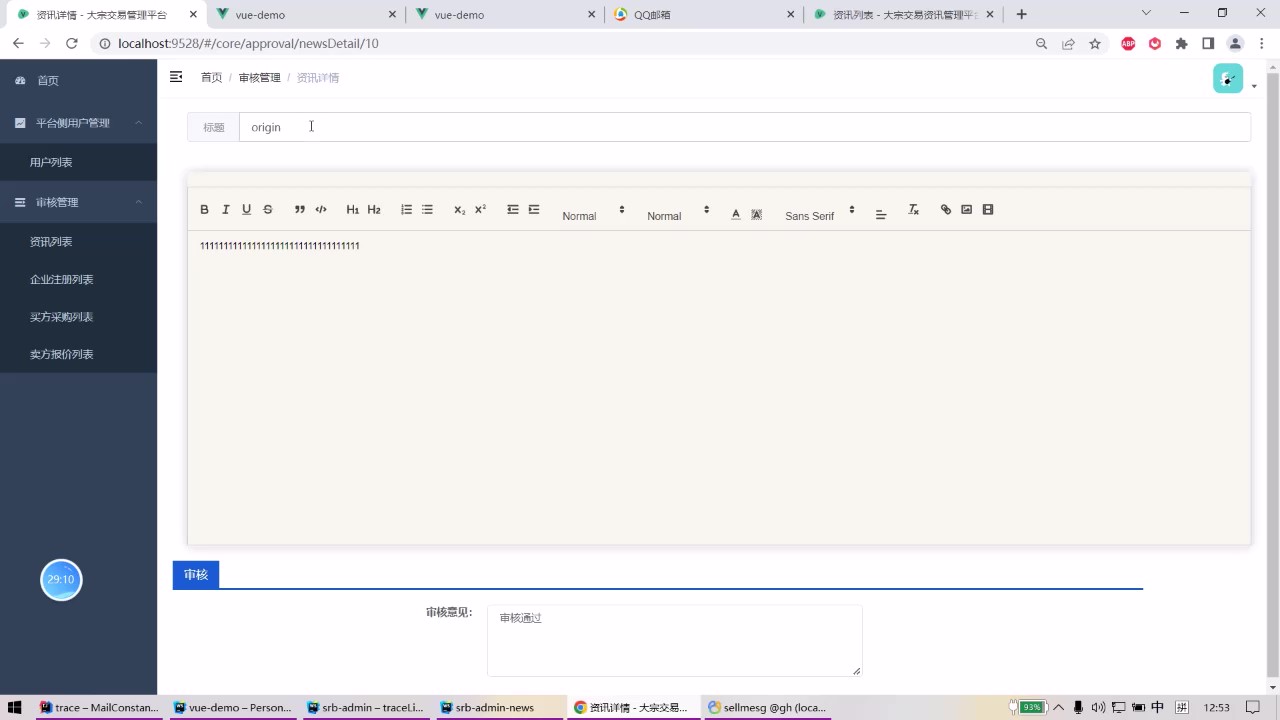 资讯详情 - 大宗交易管理平台
vue-demo
vue-demo
QQ邮箱
资讯列表 - 大宗交易资讯管理平台
localhost:9528/#/core/approval/newsDetail/10
ABP
首页
平台侧用户管理
用户列表
审核管理
资讯列表
企业注册列表
买方采购列表
卖方报价列表
29:10
首页 / 审核管理 / 资讯详情
标题 origin
B I U S H1 H2 X2 X2 Normal Normal A A Sans Serif
审核
审核意见: 审核通过
trace – MailConstan...
vue-demo – Person...
srb-admin – traceLi...
srb-admin-news
资讯详情 - 大宗交易...
sellmesg @gh (loca...
93%
中
拼
12:53